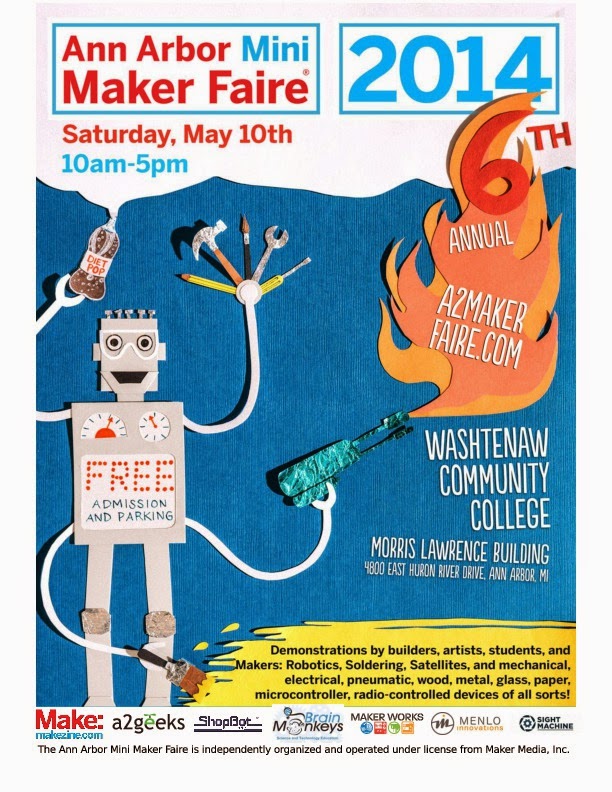 Ann Arbor Mini
Maker Faire®
2014
Saturday, May 10th
10am-5pm
6TH
ANNUAL
A2MAKER
FAIRE.COM
DIET
POP
FREE
ADMISSION
AND PARKING
WASHTENAW
COMMUNITY
COLLEGE
MORRIS LAWRENCE BUILDING
4800 EAST HURON RIVER DRIVE, ANN ARBOR, MI
Demonstrations by builders, artists, students, and
Makers: Robotics, Soldering, Satellites, and mechanical,
electrical, pneumatic, wood, metal, glass, paper,
microcontroller, radio-controlled devices of all sorts!
Make:
makezine.com
a2geeks
ShopBot
Brain
Monkeys
Science and Technology Education
MAKER WORKS
MENLO
innovations
SIGHT
MACHINE
The Ann Arbor Mini Maker Faire is independently organized and operated under license from Maker Media, Inc.